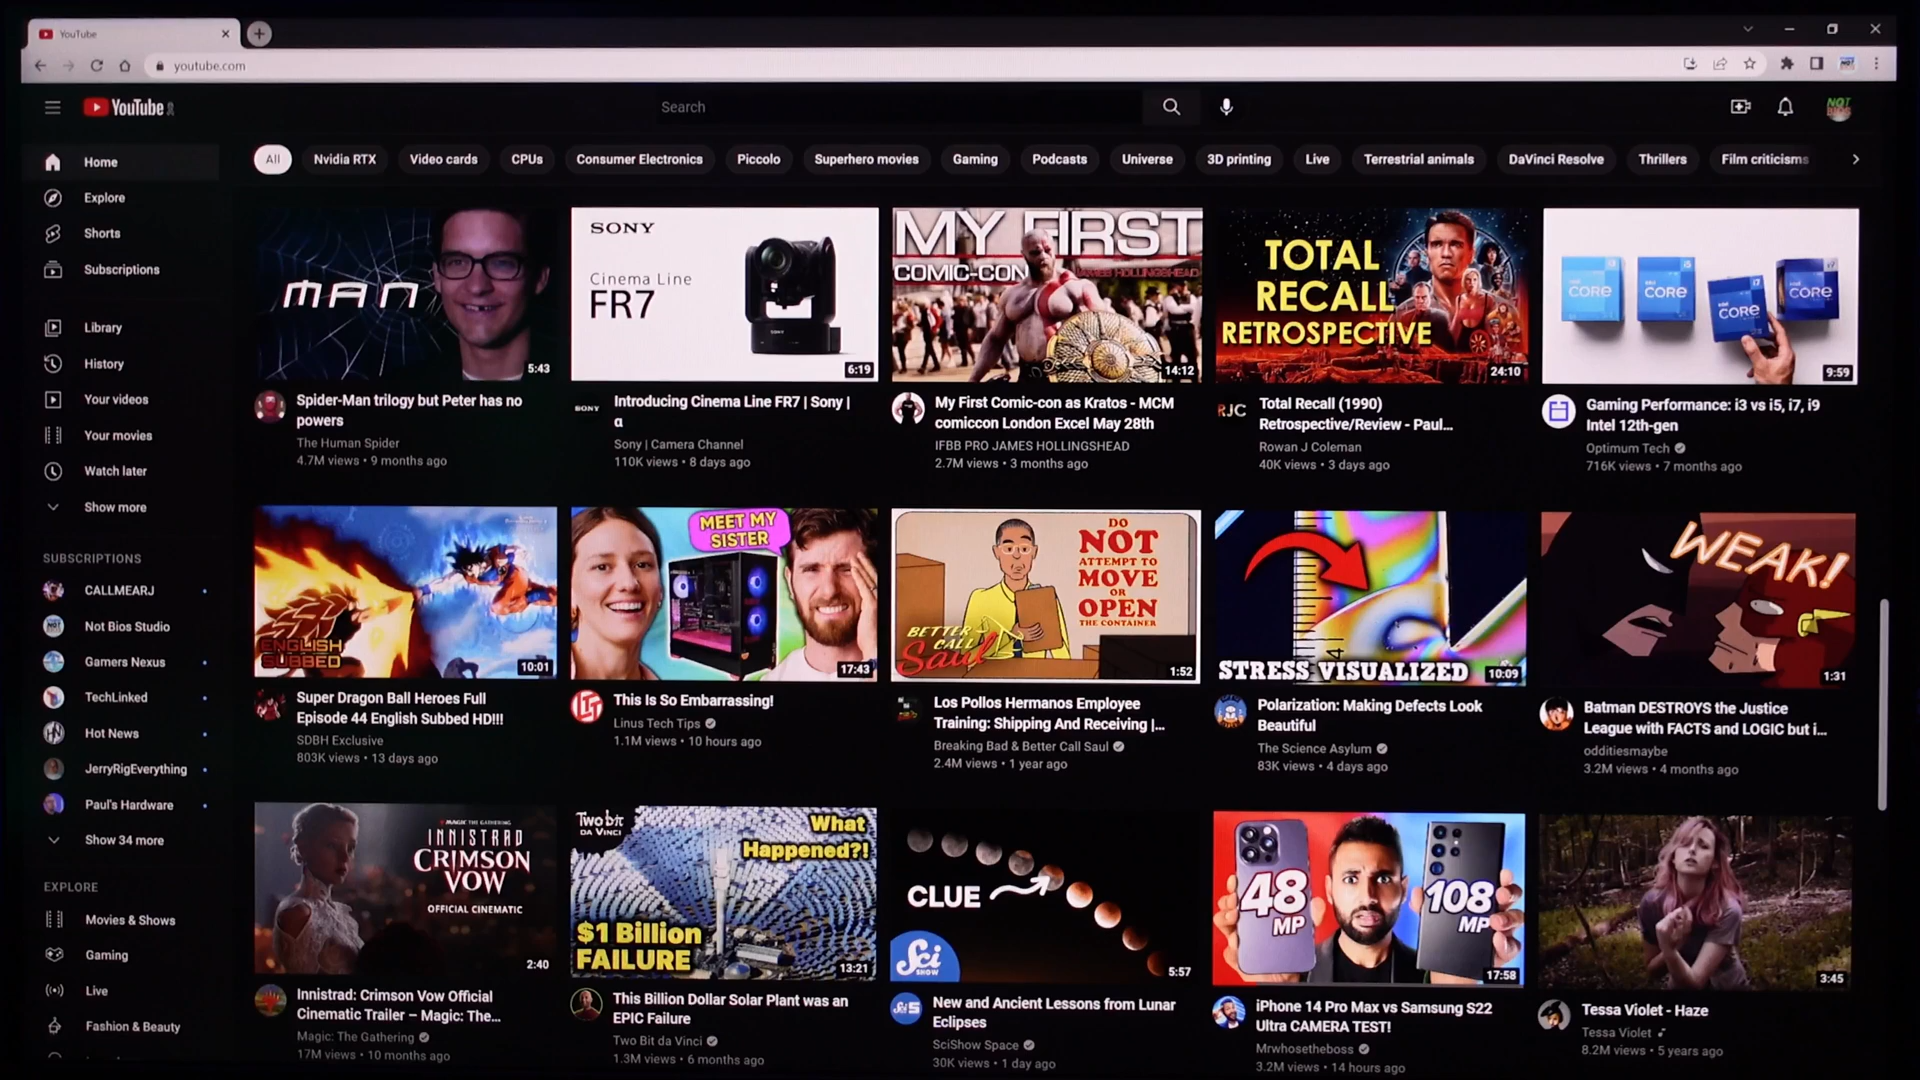 YouTube
youtube.com
YouTube
Search
NOT
Home
Explore
Shorts
Subscriptions
Library
History
Your videos
Your movies
Watch later
Show more
SUBSCRIPTIONS
CALLMEARJ
Not Bios Studio
Gamers Nexus
TechLinked
Hot News
JerryRigEverything
Paul's Hardware
Show 34 more
EXPLORE
Movies & Shows
Gaming
Live
Fashion & Beauty
All
Nvidia RTX
Video cards
CPUs
Consumer Electronics
Piccolo
Superhero movies
Gaming
Podcasts
Universe
3D printing
Live
Terrestrial animals
DaVinci Resolve
Thrillers
Film criticisms
MAN
5:43
Spider-Man trilogy but Peter has no
powers
The Human Spider
4.7M views • 9 months ago
SONY
Cinema Line
FR7
6:19
SONY
Introducing Cinema Line FR7 | Sony |
α
Sony | Camera Channel
110K views • 8 days ago
MY FIRST
COMIC-CON
JAMES HOLLINGSHEAD
14:12
My First Comic-con as Kratos - MCM
comiccon London Excel May 28th
IFBB PRO JAMES HOLLINGSHEAD
2.7M views • 3 months ago
TOTAL
RECALL
RETROSPECTIVE
24:10
RJC
Total Recall (1990)
Retrospective/Review - Paul...
Rowan J Coleman
40K views • 3 days ago
CORE
i5
CORE
i7
CORE
i9
CORE
9:59
Gaming Performance: i3 vs i5, i7, i9
Intel 12th-gen
Optimum Tech
716K views • 7 months ago
ENGLISH
SUBBED
10:01
Super Dragon Ball Heroes Full
Episode 44 English Subbed HD!!!
SDBH Exclusive
803K views • 13 days ago
MEET MY
SISTER
17:43
LTT
This Is So Embarrassing!
Linus Tech Tips
1.1M views • 10 hours ago
DO
NOT
ATTEMPT TO
MOVE
OR
OPEN
THE CONTAINER
BETTER
CALL
Saul
1:52
Los Pollos Hermanos Employee
Training: Shipping And Receiving |...
Breaking Bad & Better Call Saul
2.4M views • 1 year ago
4
STRESS VISUALIZED
10:09
Polarization: Making Defects Look
Beautiful
The Science Asylum
83K views • 4 days ago
WEAK!
1:31
Batman DESTROYS the Justice
League with FACTS and LOGIC but i...
odditiesmaybe
3.2M views • 4 months ago
MAGIC: THE GATHERING
INNISTRAD
CRIMSON
VOW
OFFICIAL CINEMATIC
2:40
Innistrad: Crimson Vow Official
Cinematic Trailer – Magic: The...
Magic: The Gathering
17M views • 10 months ago
Two bit
DA VINCI
What
Happened?!
$1 Billion
FAILURE
13:21
This Billion Dollar Solar Plant was an
EPIC Failure
Two Bit da Vinci
1.3M views • 6 months ago
CLUE
Sci
SHOW
5:57
New and Ancient Lessons from Lunar
Eclipses
SciShow Space
30K views • 1 day ago
48
MP
108
MP
17:58
iPhone 14 Pro Max vs Samsung S22
Ultra CAMERA TEST!
Mrwhosetheboss
3.2M views • 14 hours ago
3:45
Tessa Violet - Haze
Tessa Violet
8.2M views • 5 years ago